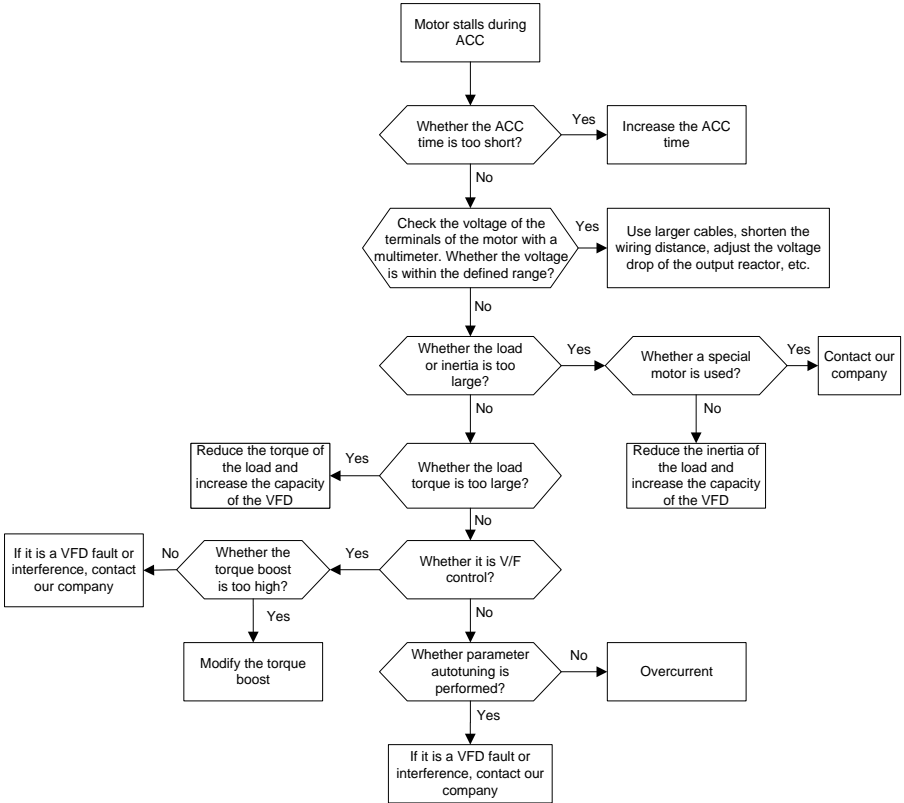 Motor stalls during
ACC
Whether the ACC
time is too short?
Yes
Increase the ACC
time
No
Check the voltage of the
terminals of the motor with a
multimeter. Whether the voltage
is within the defined range?
Yes
Use larger cables, shorten the
wiring distance, adjust the voltage
drop of the output reactor, etc.
No
Whether the load
or inertia is too
large?
Yes
Whether a special
motor is used?
Yes
Contact our
company
No
No
Reduce the torque of
the load and
increase the capacity
of the VFD
Yes
Whether the load
torque is too large?
Reduce the inertia of
the load and
increase the capacity
of the VFD
No
If it is a VFD fault or
interference, contact
our company
No
Whether the
torque boost
is too high?
Yes
Whether it is V/F
control?
Yes
No
Modify the torque
boost
Whether parameter
autotuning is
performed?
No
Overcurrent
Yes
If it is a VFD fault or
interference, contact our
company